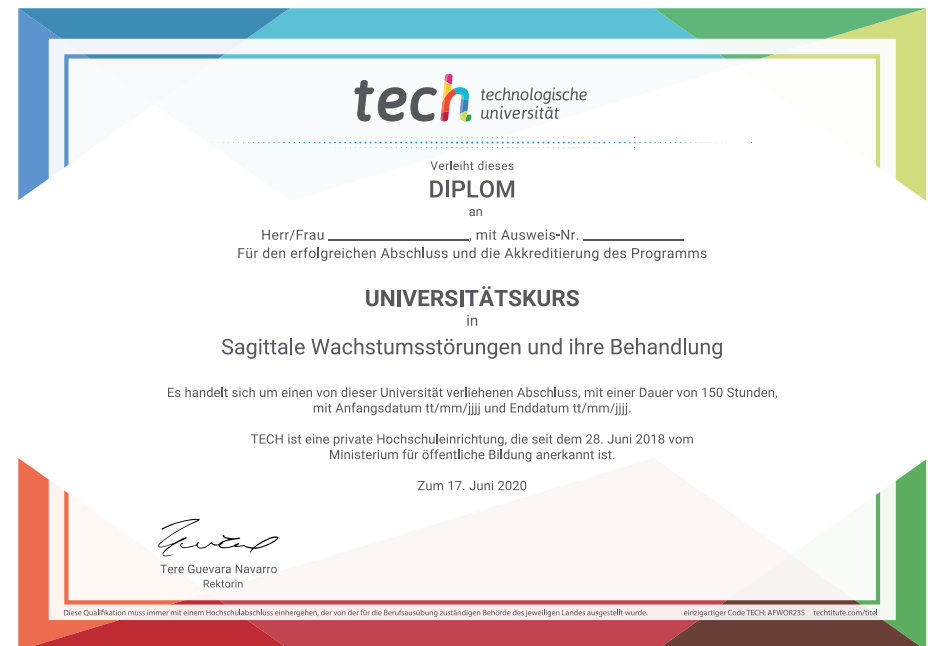 tech technologische
universität
Verleiht dieses
DIPLOM
an
Herr/Frau ____________________, mit Ausweis-Nr. ______________
Für den erfolgreichen Abschluss und die Akkreditierung des Programms
UNIVERSITÄTSKURS
in
Sagittale Wachstumsstörungen und ihre Behandlung
Es handelt sich um einen von dieser Universität verliehenen Abschluss, mit einer Dauer von 150 Stunden,
mit Anfangsdatum tt/mm/jjjj und Enddatum tt/mm/jjjj.
TECH ist eine private Hochschuleinrichtung, die seit dem 28. Juni 2018 vom
Ministerium für öffentliche Bildung anerkannt ist.
Zum 17. Juni 2020
Tere Guevara Navarro
Rektorin
Diese Qualifikation muss immer mit einem Hochschulabschluss einhergehen, der von der für die Berufsausübung zuständigen Behörde des jeweiligen Landes ausgestellt wurde. einzigartiger Code TECH: AFWOR23S techtitute.com/titel